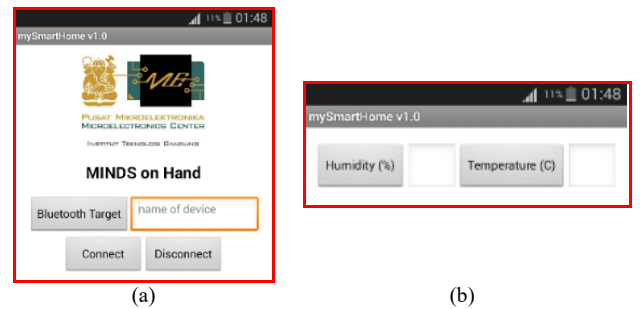 11% 01:48
mySmartHome v1.0
ME
PUSAT MIKROELEKTRONIKA
MICROELECTRONICS CENTER
INSTITUT TEKNOLOGI BANDUNG
MINDS on Hand
Bluetooth Target name of device
Connect Disconnect
(a)
11% 01:48
mySmartHome v1.0
Humidity (%) Temperature (C)
(b)